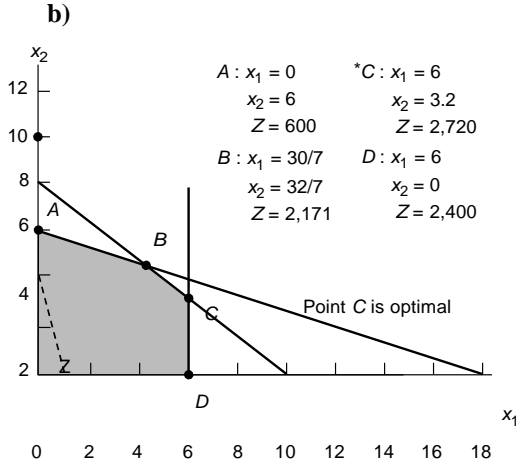 b)
x2
A : x1 = 0
x2 = 6
Z = 600
B : x1 = 30/7
x2 = 32/7
Z = 2,171
*C : x1 = 6
x2 = 3.2
Z = 2,720
D : x1 = 6
x2 = 0
Z = 2,400
12
10
8
6
4
2
A
B
C
Point C is optimal
Z
D
x1
0 2 4 6 8 10 12 14 16 18